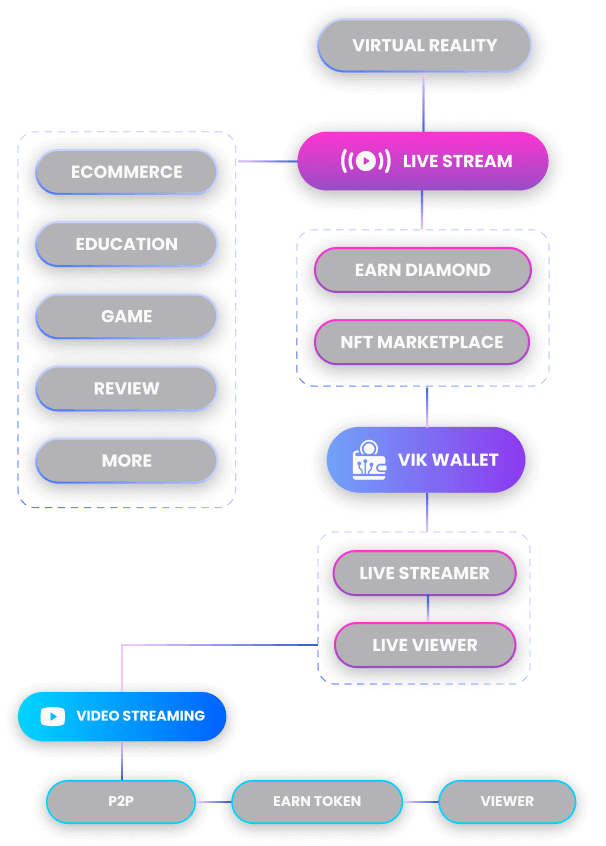 VIRTUAL REALITY
LIVE STREAM
ECOMMERCE
EDUCATION
GAME
REVIEW
MORE
EARN DIAMOND
NFT MARKETPLACE
VIK WALLET
LIVE STREAMER
LIVE VIEWER
VIDEO STREAMING
P2P
EARN TOKEN
VIEWER